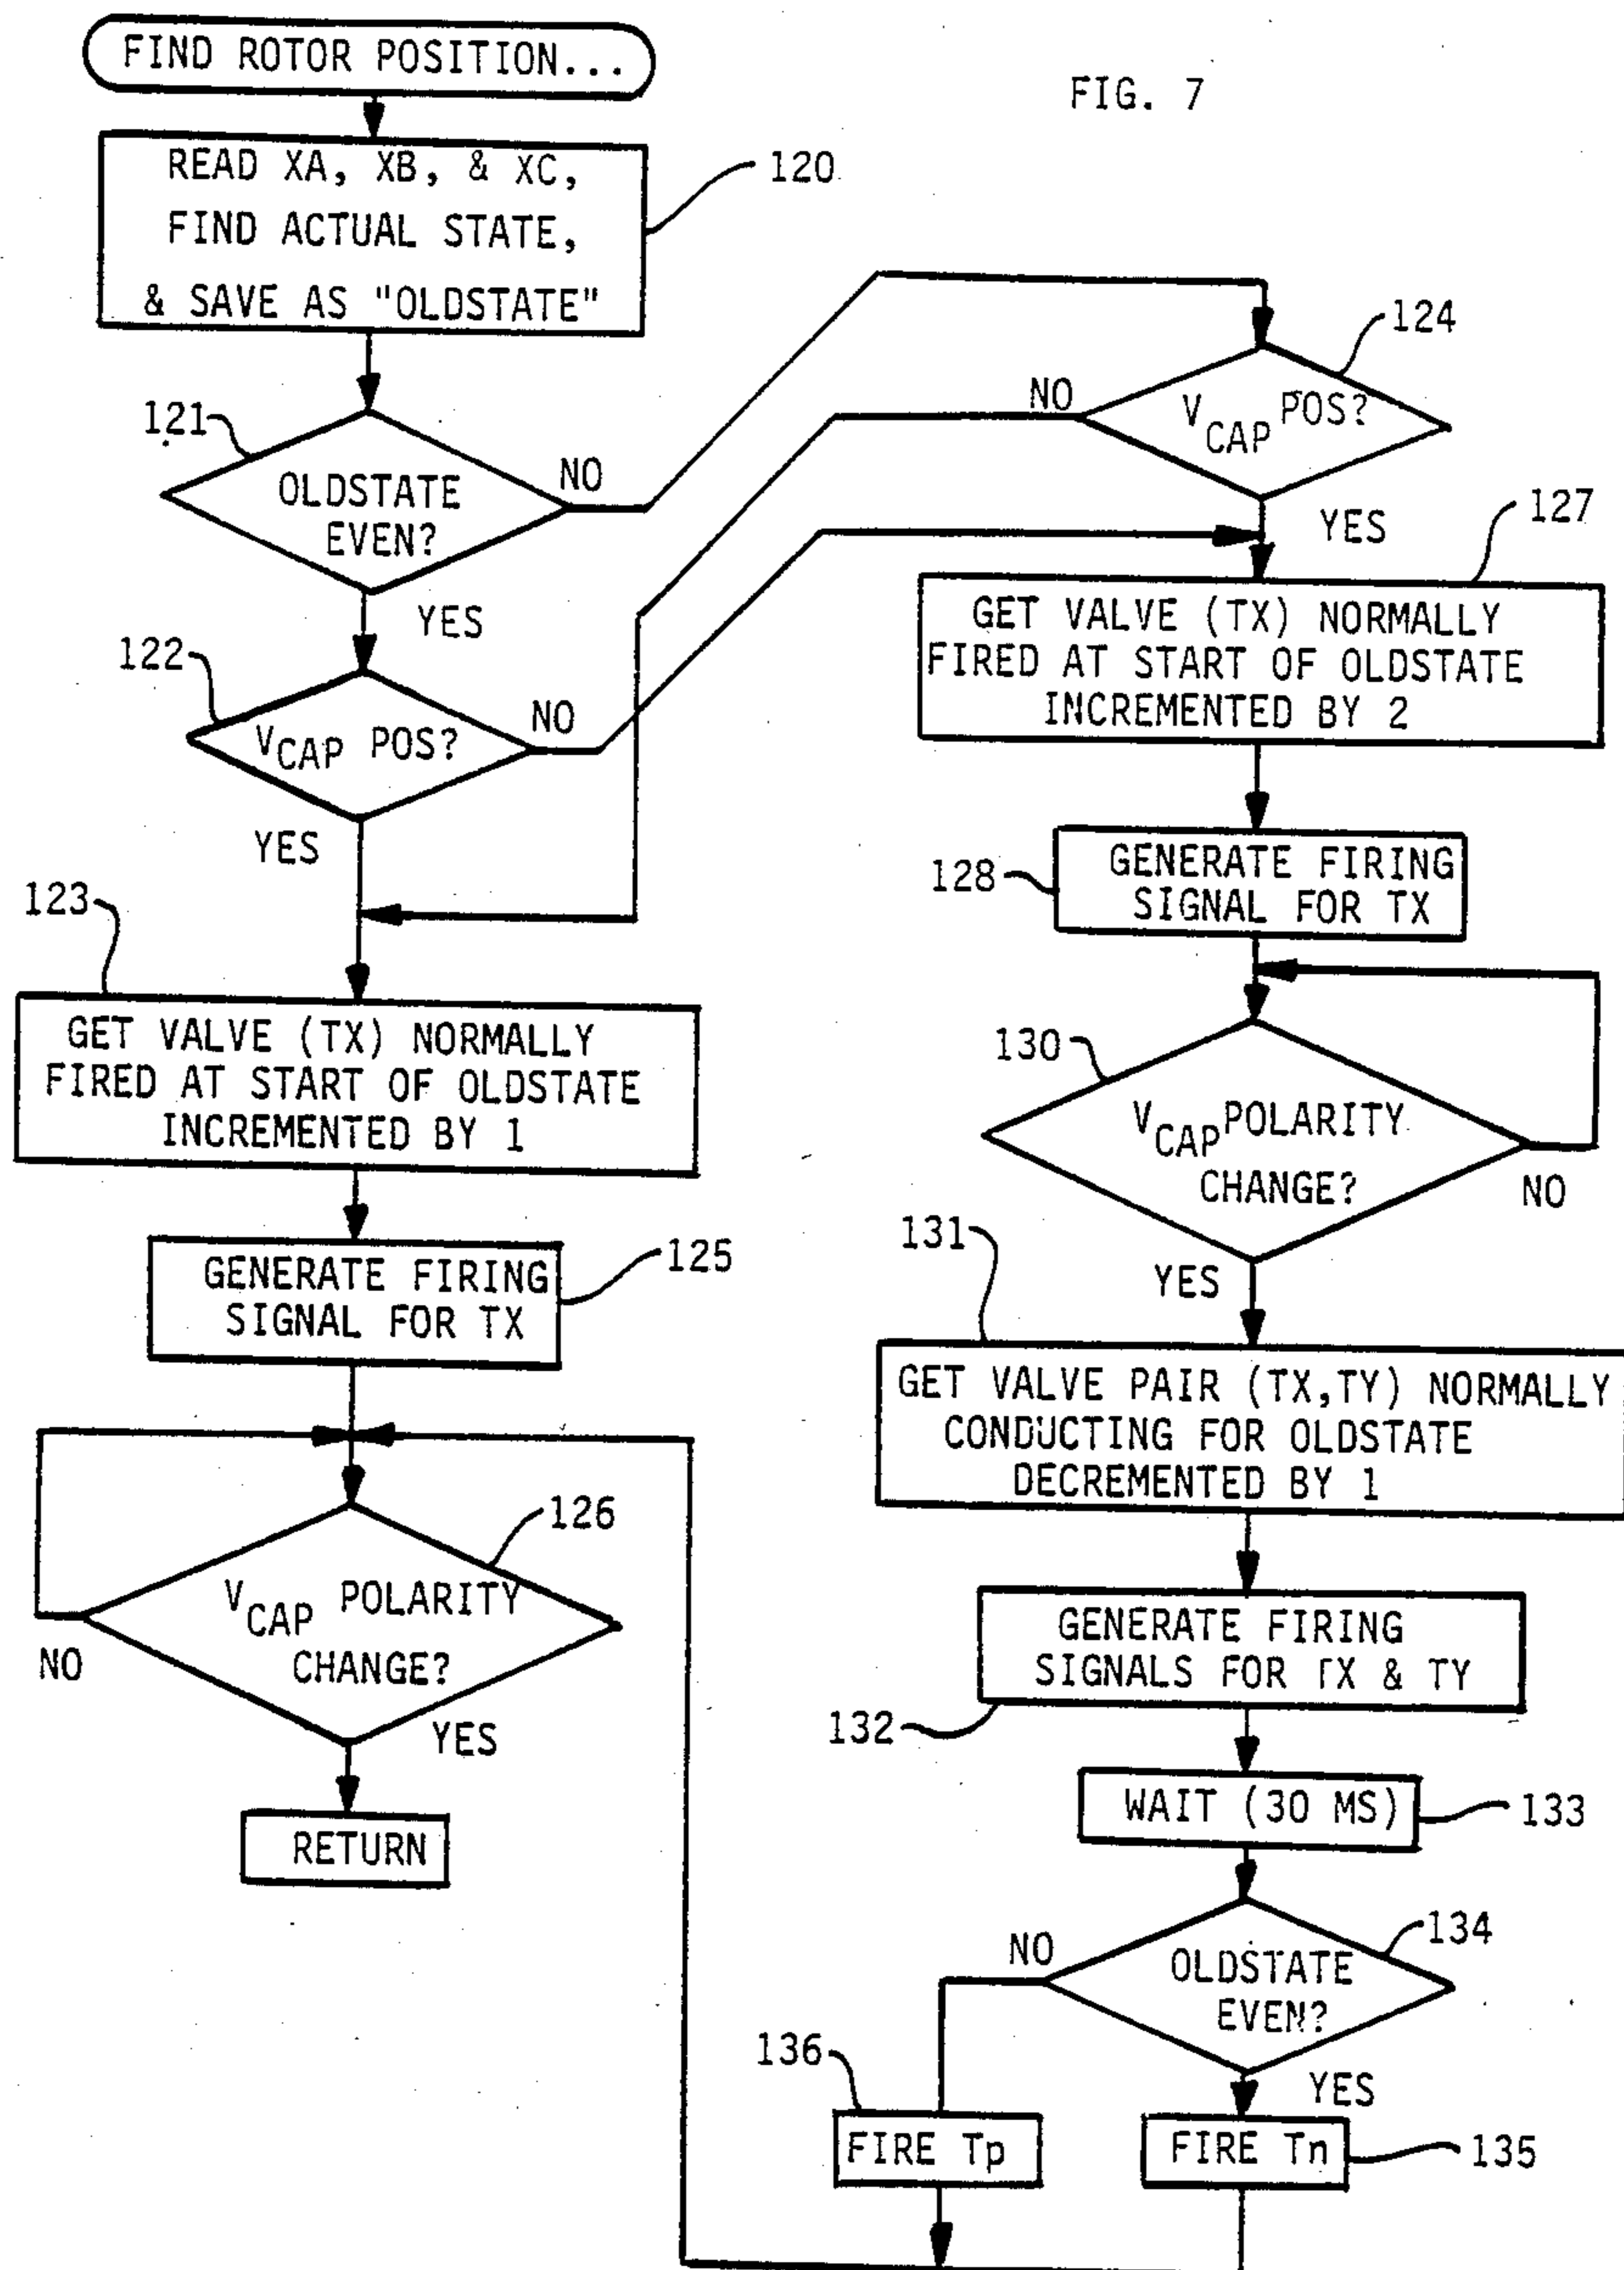 FIND ROTOR POSITION...
FIG. 7
READ XA, XB, & XC,
FIND ACTUAL STATE,
& SAVE AS "OLDSTATE"
120
121
OLDSTATE
EVEN?
NO
YES
124
VCAP POS?
NO
YES
122
VCAP POS?
NO
YES
127
GET VALVE (TX) NORMALLY
FIRED AT START OF OLDSTATE
INCREMENTED BY 2
128
GENERATE FIRING
SIGNAL FOR TX
123
GET VALVE (TX) NORMALLY
FIRED AT START OF OLDSTATE
INCREMENTED BY 1
130
VCAP POLARITY
CHANGE?
NO
YES
125
GENERATE FIRING
SIGNAL FOR TX
131
GET VALVE PAIR (TX,TY) NORMALLY
CONDUCTING FOR OLDSTATE
DECREMENTED BY 1
126
VCAP POLARITY
CHANGE?
NO
YES
RETURN
GENERATE FIRING
SIGNALS FOR TX & TY
132
WAIT (30 MS)
133
134
OLDSTATE
EVEN?
NO
YES
136
FIRE Tp
FIRE Tn
135